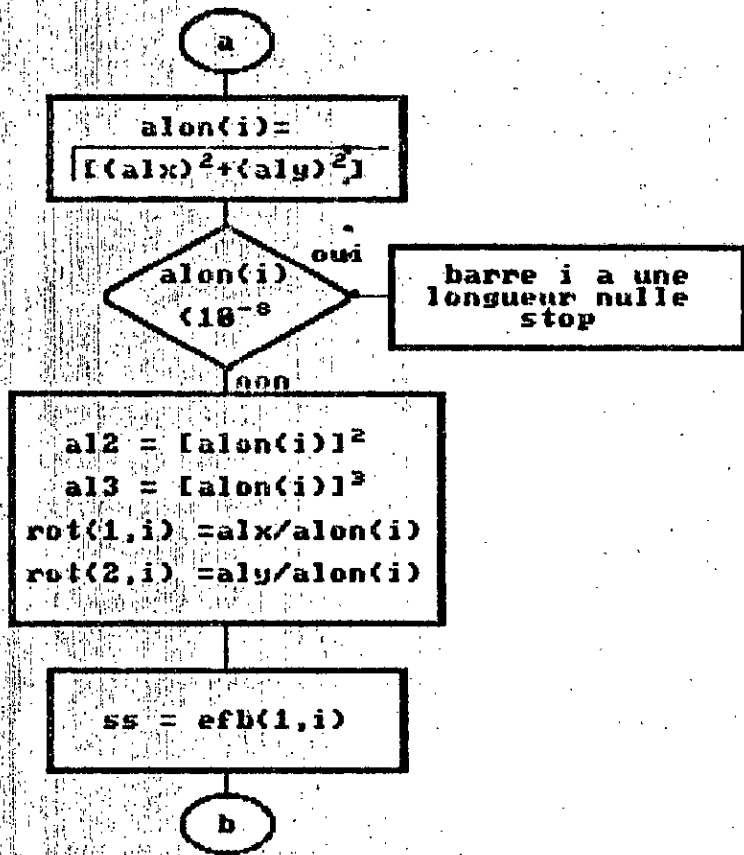 a
alon(i)=
√[(alx)²+(aly)²]
oui
alon(i)
<10⁻⁸
barre i a une
longueur nulle
stop
non
al2 = [alon(i)]²
al3 = [alon(i)]³
rot(1,i) =alx/alon(i)
rot(2,i) =aly/alon(i)
ss = efb(1,i)
b